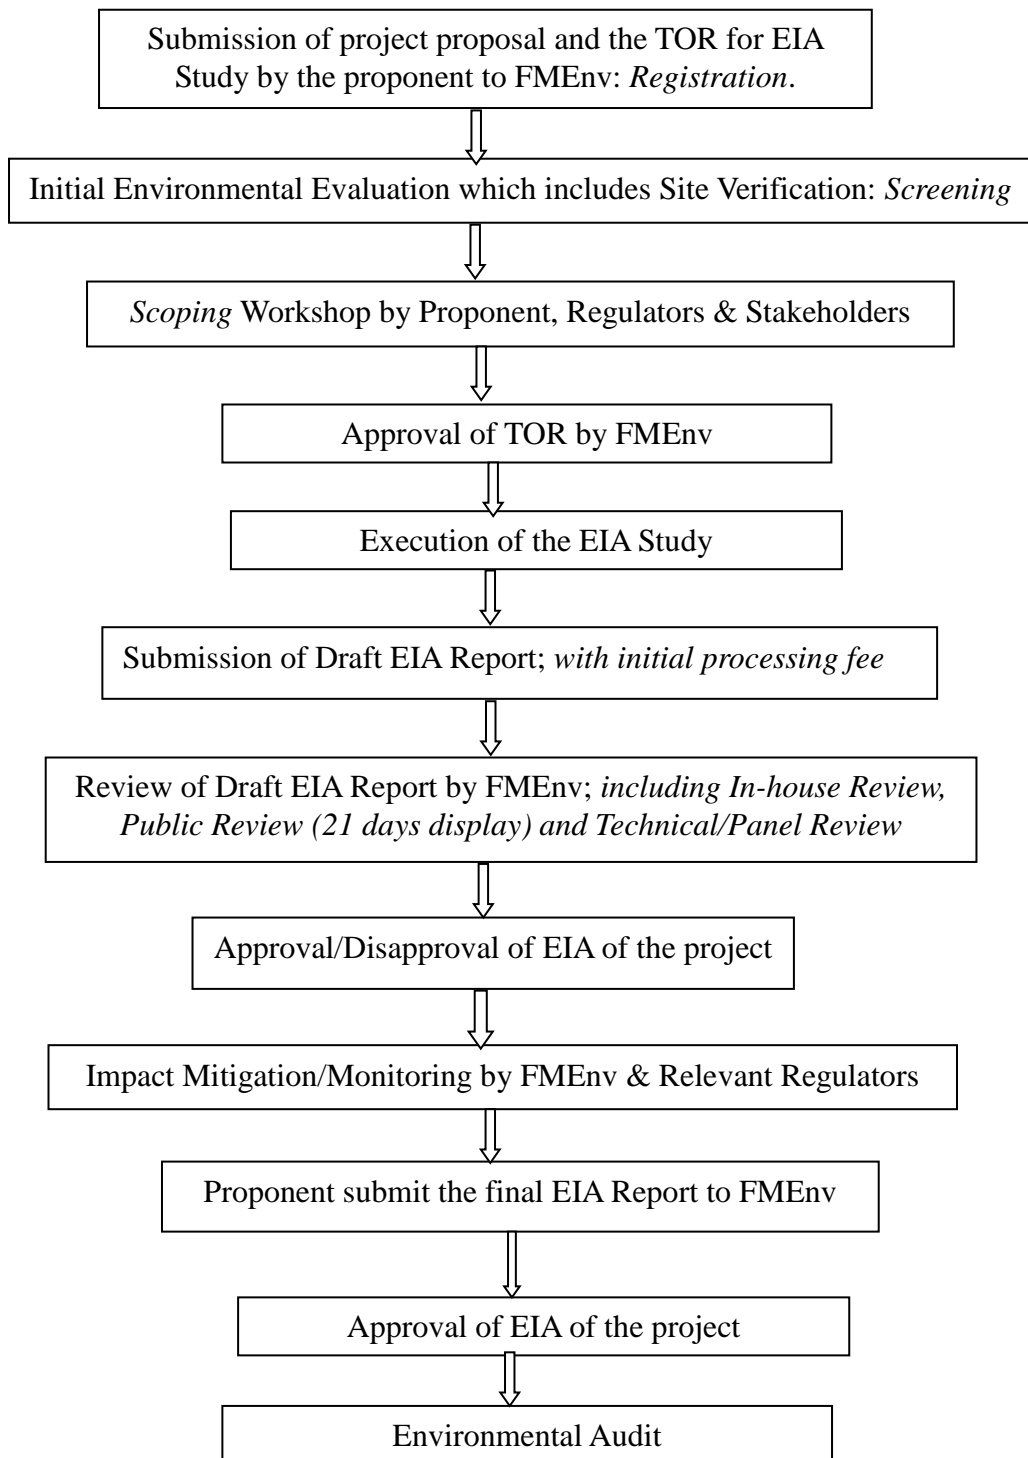 Submission of project proposal and the TOR for EIA
Study by the proponent to FMEnv: Registration.
Initial Environmental Evaluation which includes Site Verification: Screening
Scoping Workshop by Proponent, Regulators & Stakeholders
Approval of TOR by FMEnv
Execution of the EIA Study
Submission of Draft EIA Report; with initial processing fee
Review of Draft EIA Report by FMEnv; including In-house Review,
Public Review (21 days display) and Technical/Panel Review
Approval/Disapproval of EIA of the project
Impact Mitigation/Monitoring by FMEnv & Relevant Regulators
Proponent submit the final EIA Report to FMEnv
Approval of EIA of the project
Environmental Audit